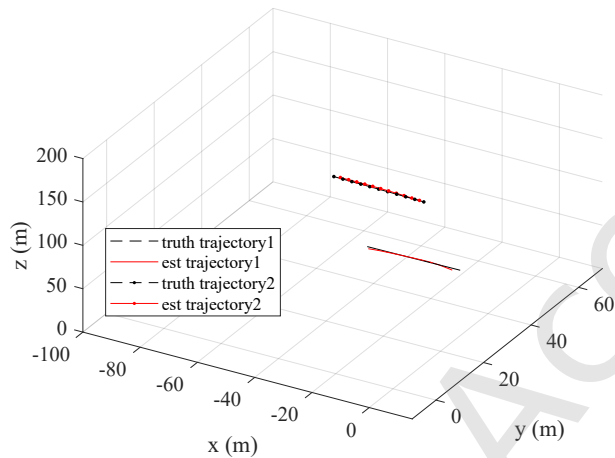 200
150
100
50
0
z (m)
truth trajectory1
est trajectory1
truth trajectory2
est trajectory2
-100
-80
-60
-40
-20
0
x (m)
0
20
40
60
y (m)
AC